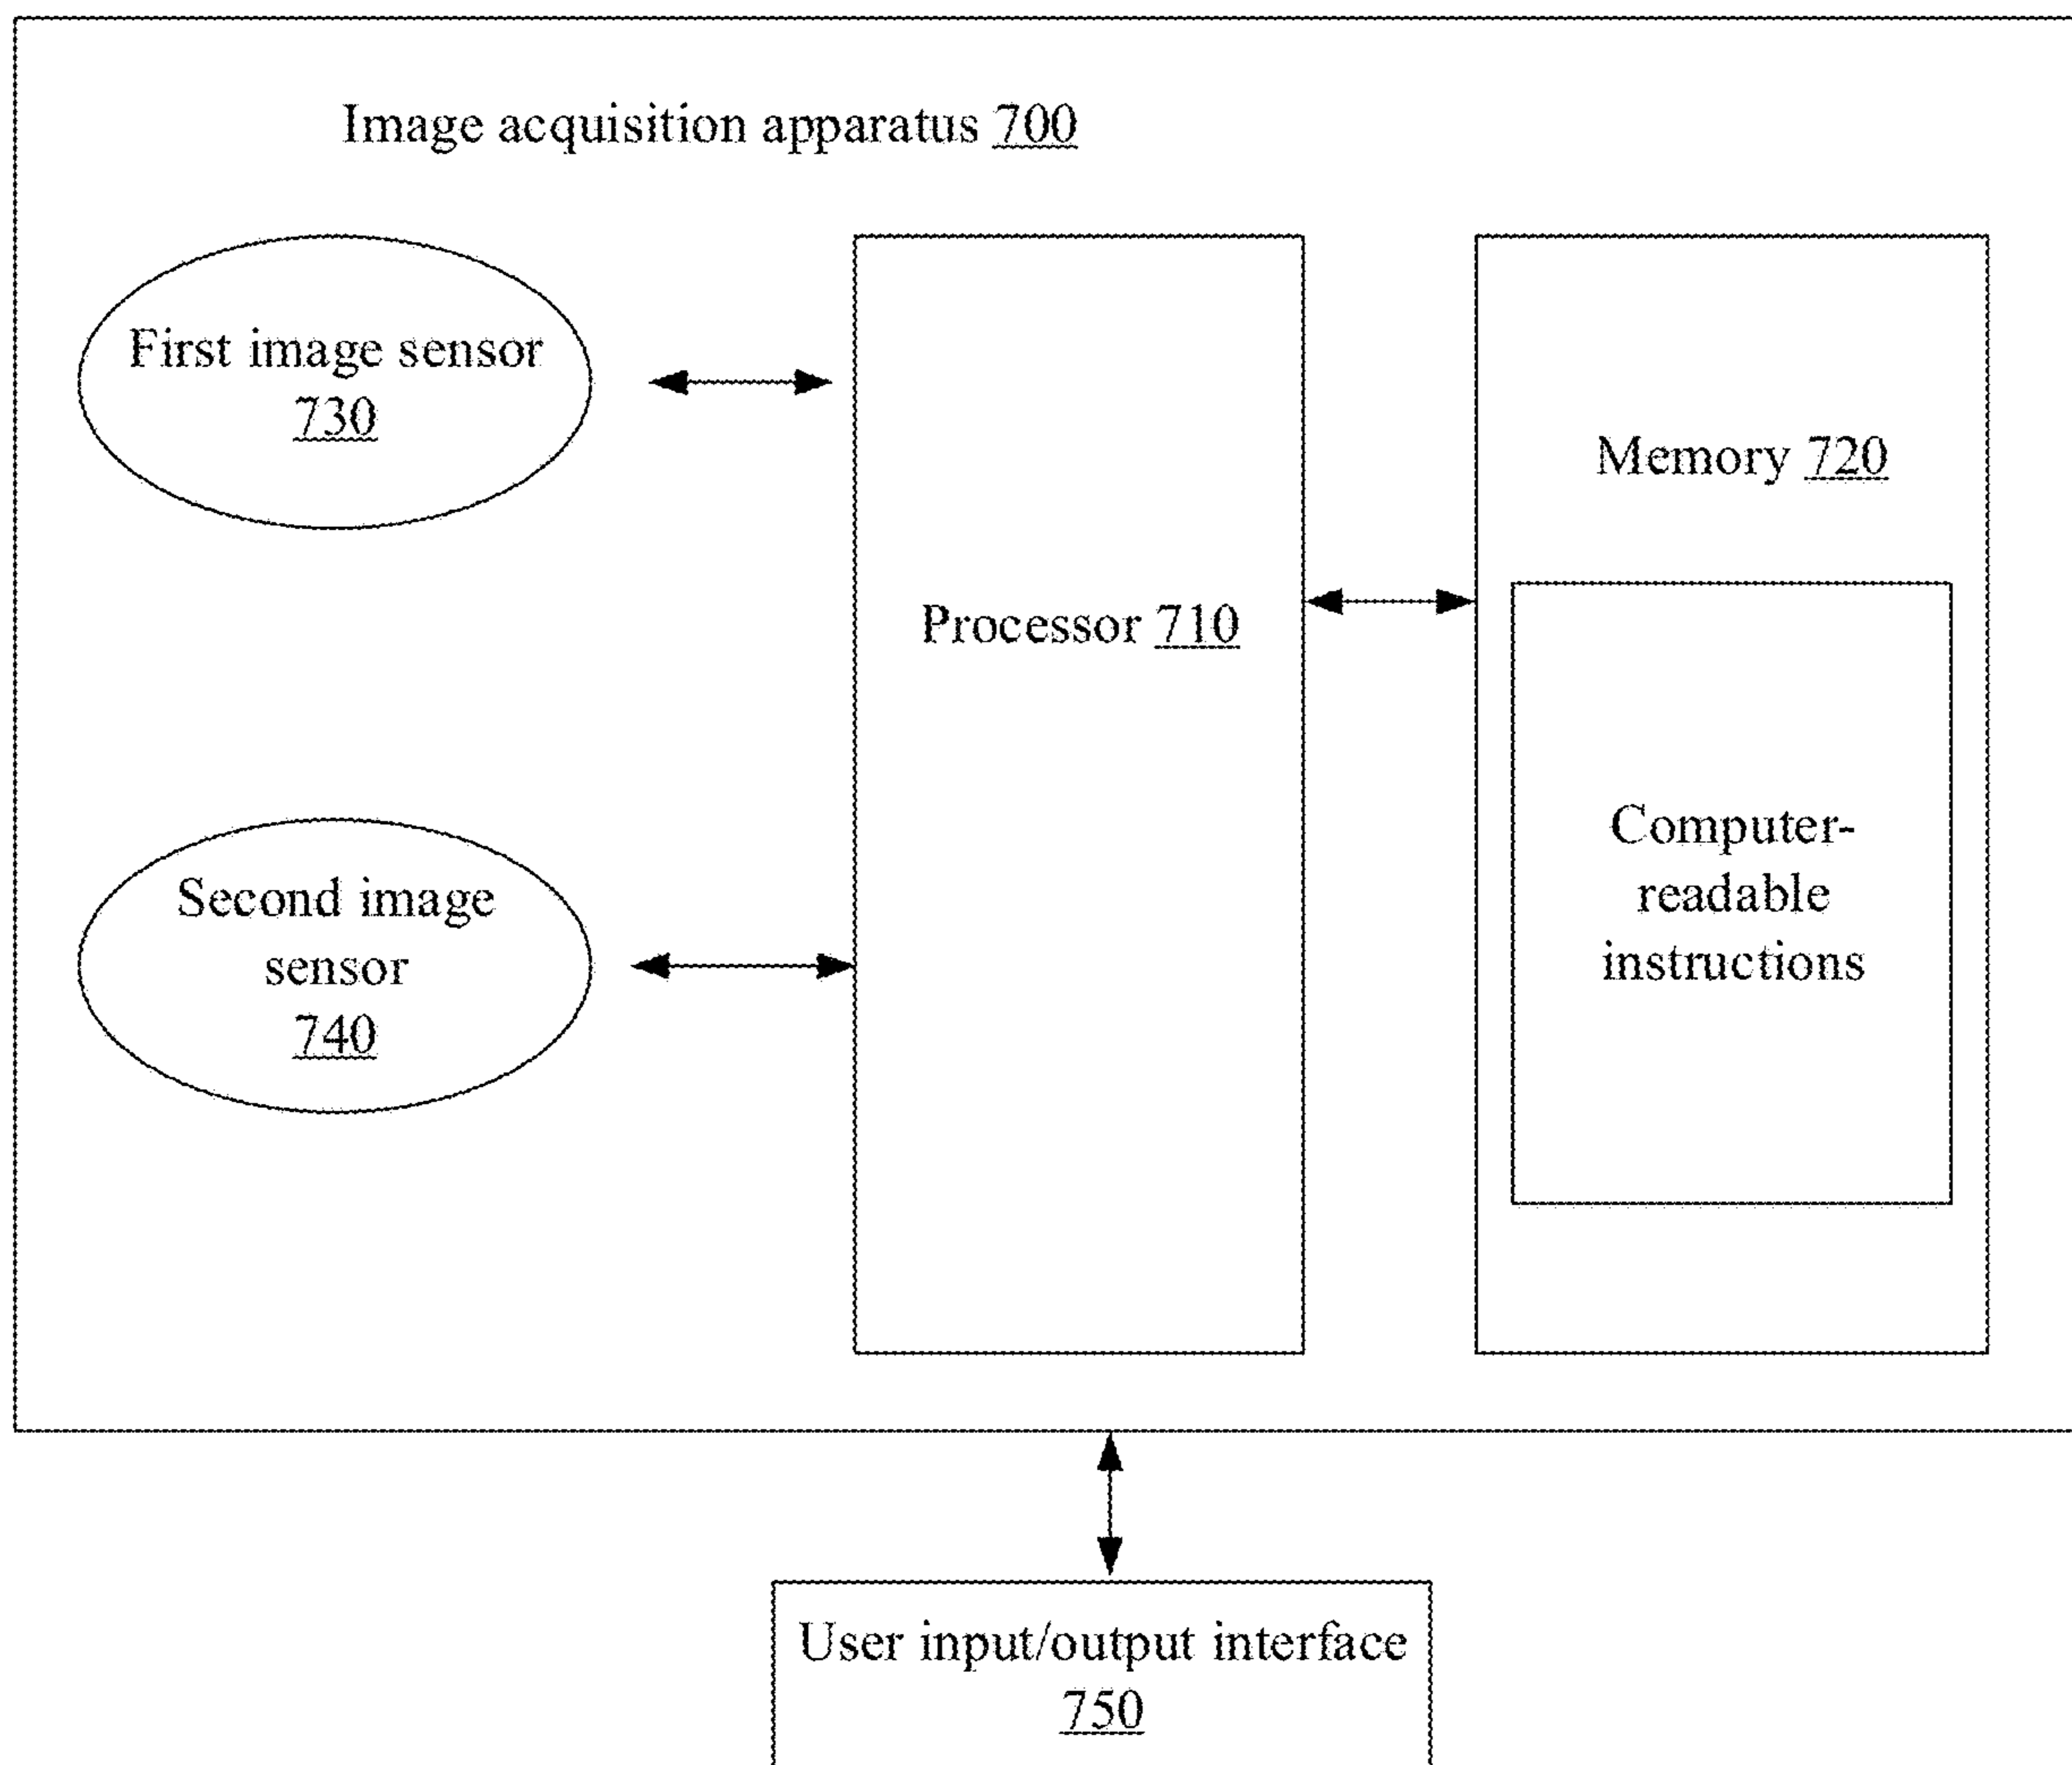 Image acquisition apparatus 700
First image sensor
730
Processor 710
Memory 720
Computer-
readable
instructions
Second image
sensor
740
User input/output interface
750